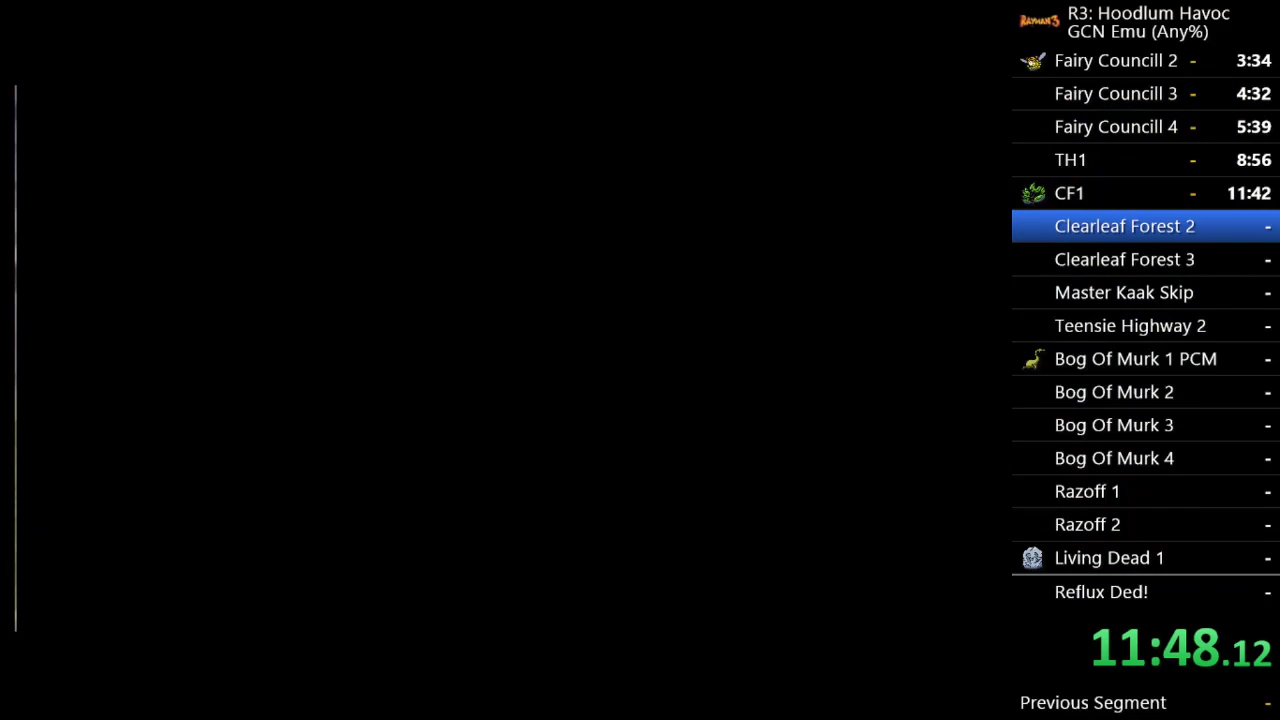 RAYMAN 3
R3: Hoodlum Havoc
GCN Emu (Any%)
Fairy Councill 2 - 3:34
Fairy Councill 3 - 4:32
Fairy Councill 4 - 5:39
TH1 - 8:56
CF1 - 11:42
Clearleaf Forest 2 -
Clearleaf Forest 3 -
Master Kaak Skip -
Teensie Highway 2 -
Bog Of Murk 1 PCM -
Bog Of Murk 2 -
Bog Of Murk 3 -
Bog Of Murk 4 -
Razoff 1 -
Razoff 2 -
Living Dead 1 -
Reflux Ded! -
11:48.12
Previous Segment -